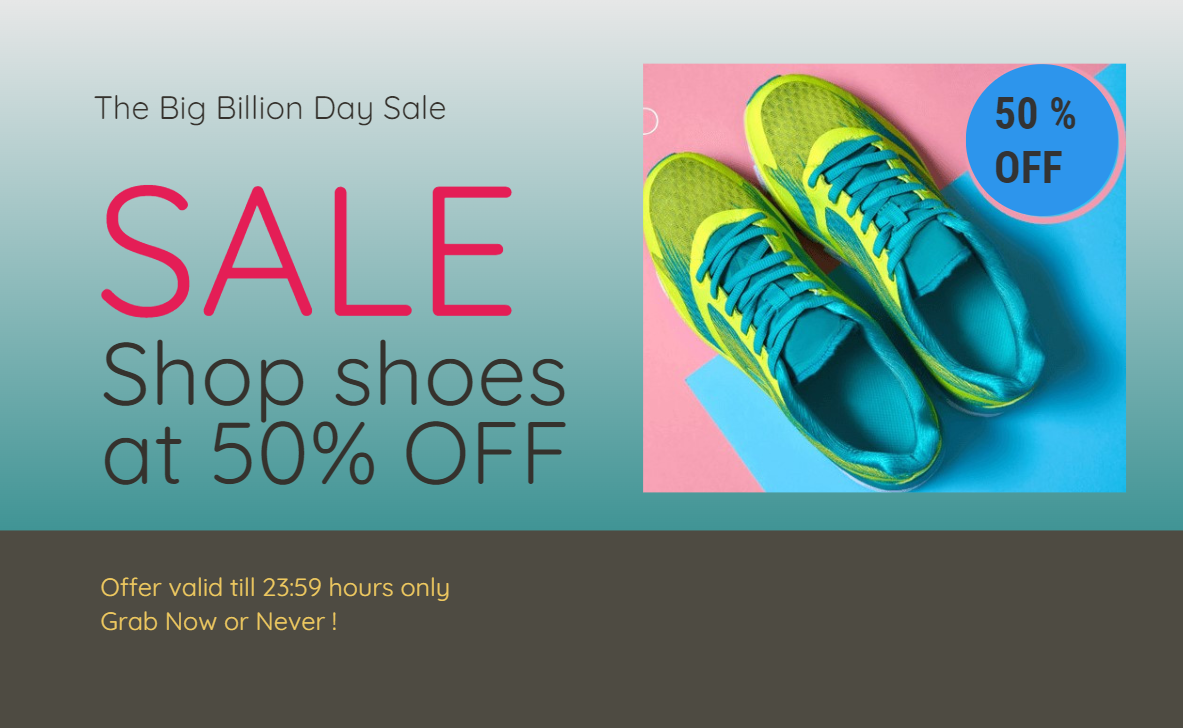 The Big Billion Day Sale
SALE
Shop shoes
at 50% OFF
50 %
OFF
Offer valid till 23:59 hours only
Grab Now or Never !